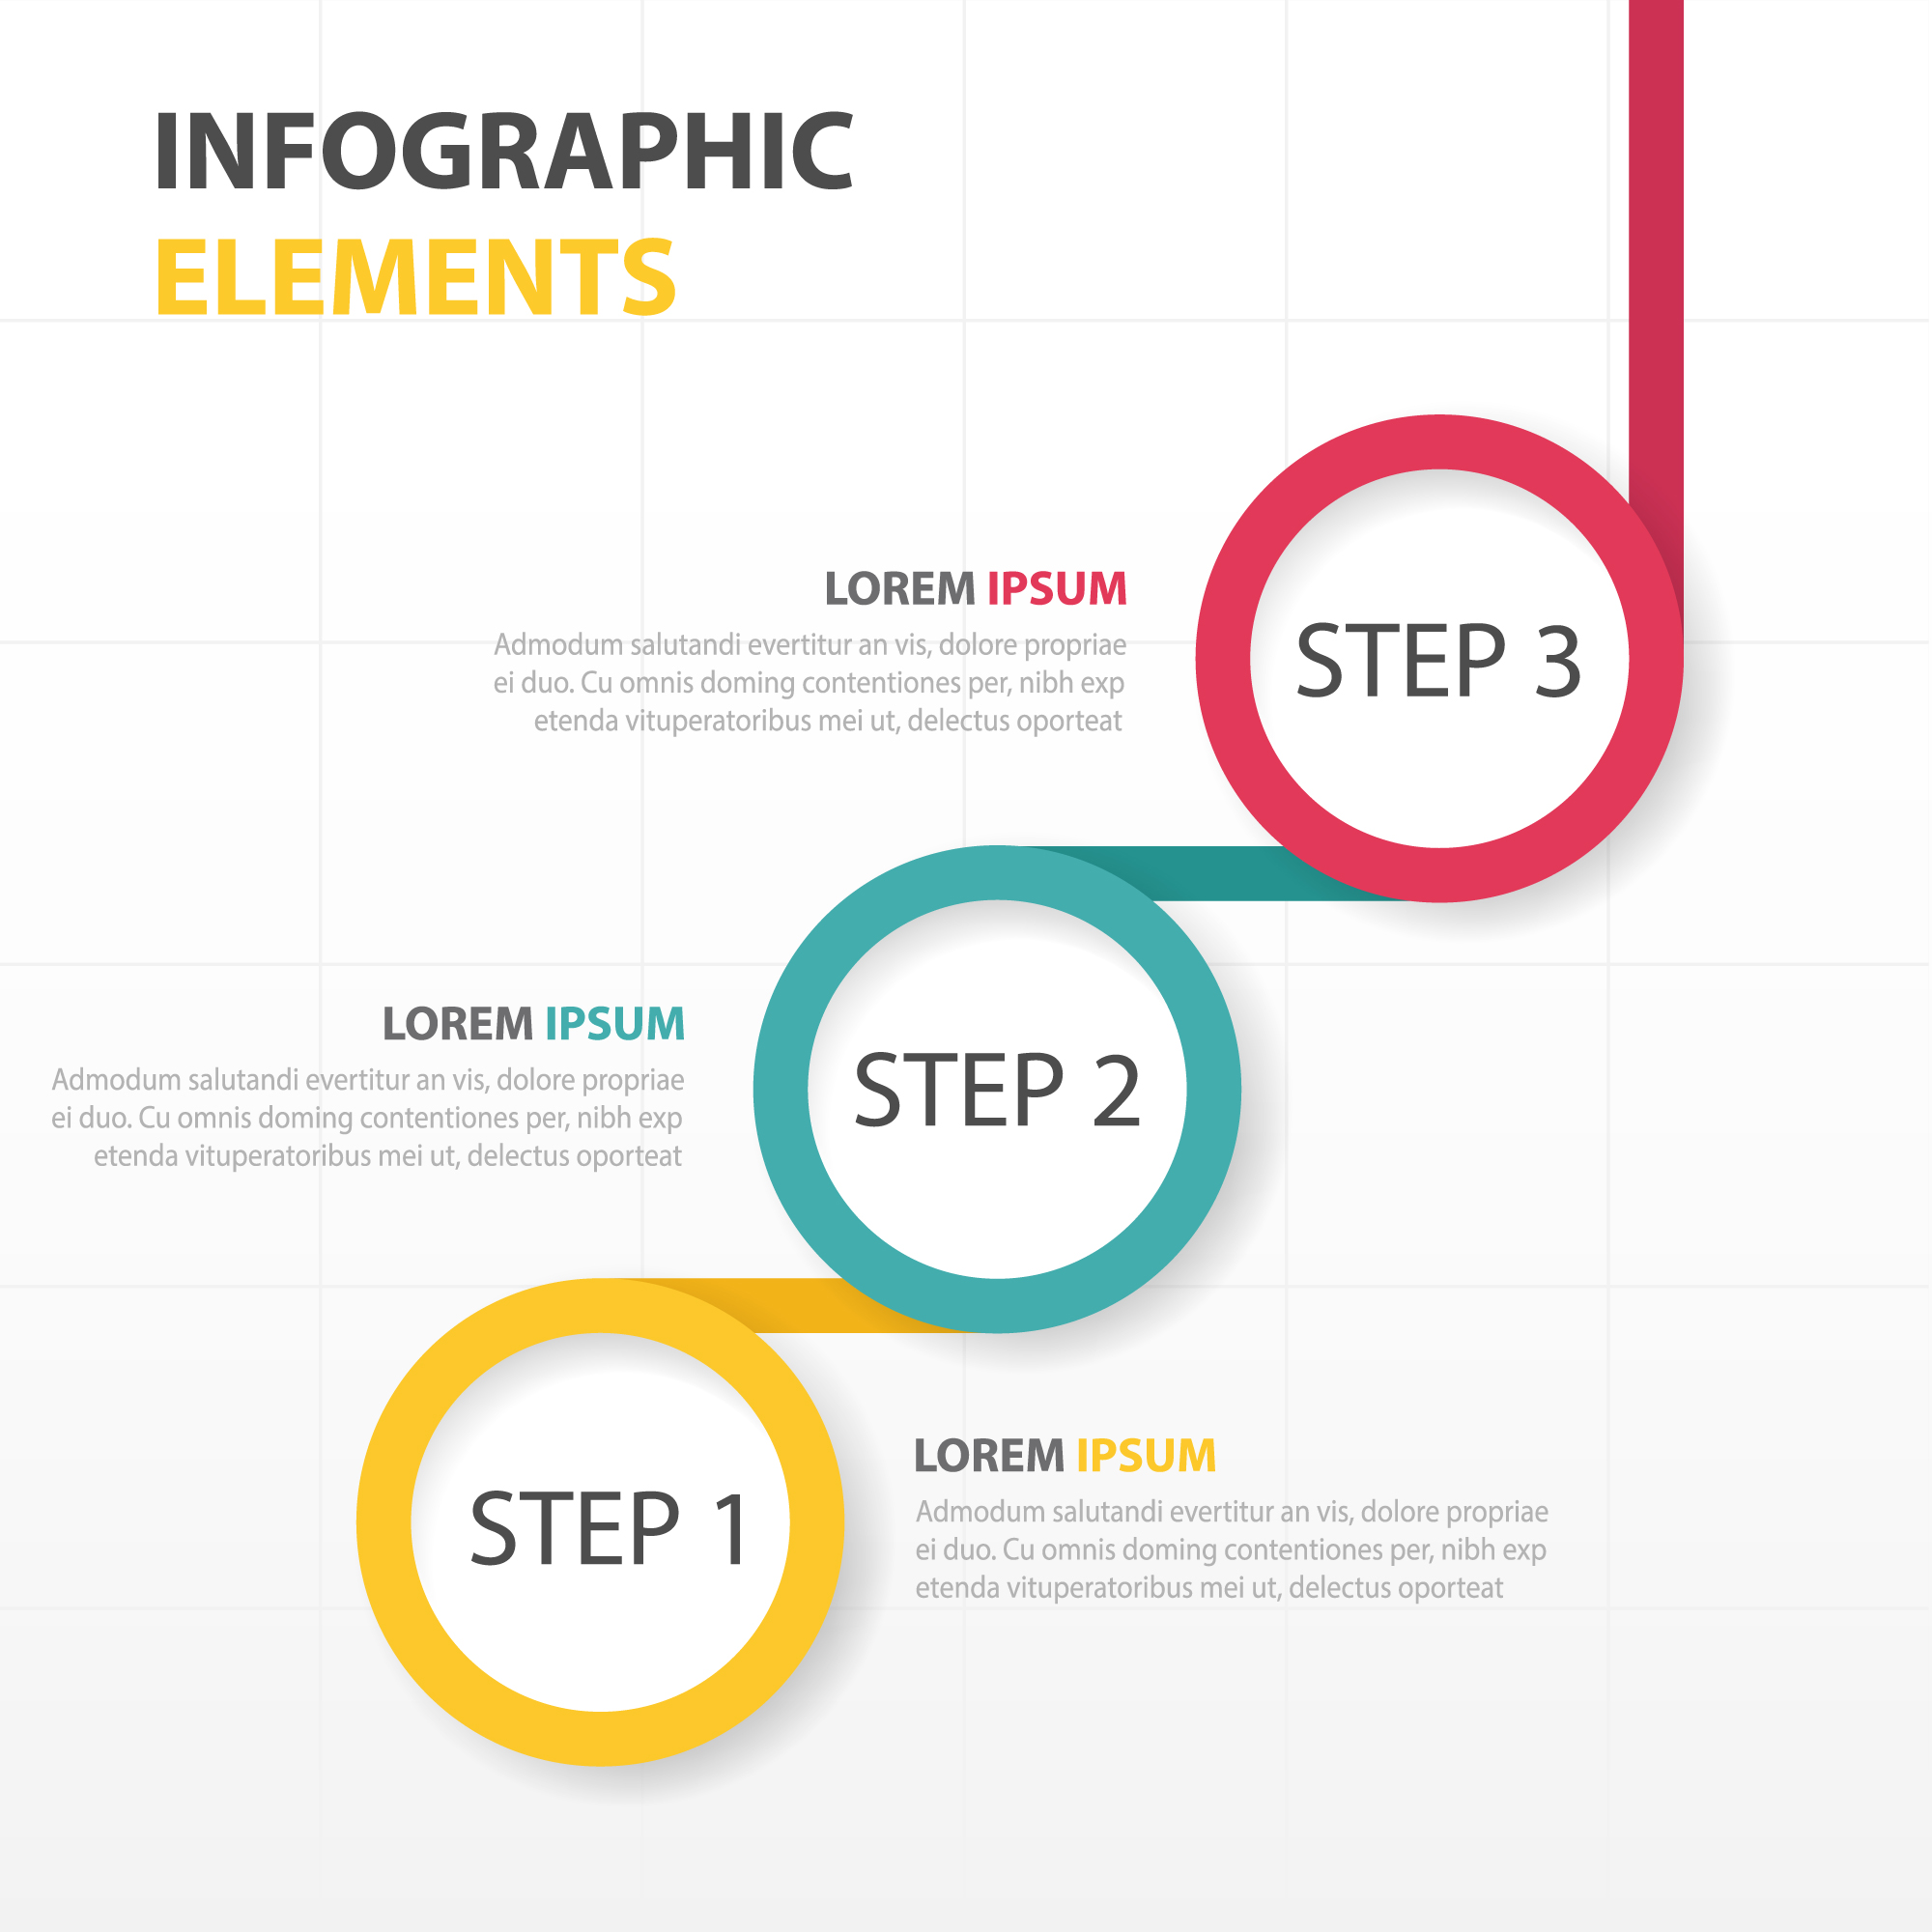 INFOGRAPHIC
ELEMENTS
LOREM IPSUM
Admodum salutandi evertitur an vis, dolore propriae
ei duo. Cu omnis doming contentiones per, nibh exp
etenda vituperatoribus mei ut, delectus oporteat
STEP 3
LOREM IPSUM
Admodum salutandi evertitur an vis, dolore propriae
ei duo. Cu omnis doming contentiones per, nibh exp
etenda vituperatoribus mei ut, delectus oporteat
STEP 2
STEP 1
LOREM IPSUM
Admodum salutandi evertitur an vis, dolore propriae
ei duo. Cu omnis doming contentiones per, nibh exp
etenda vituperatoribus mei ut, delectus oporteat